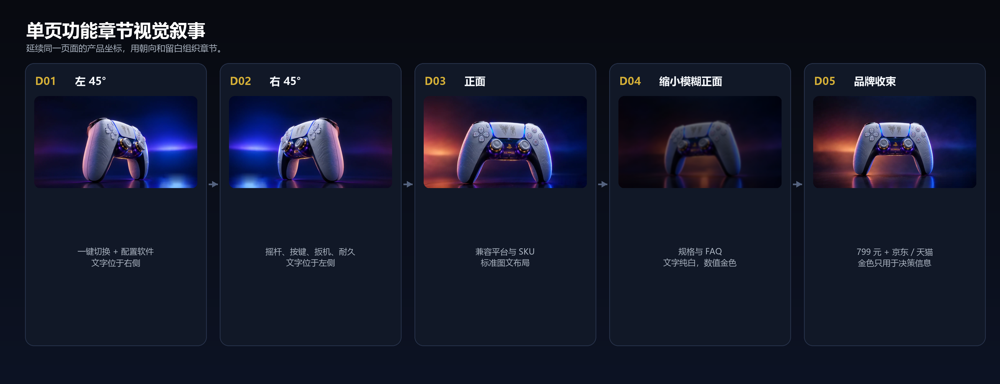 单页功能章节视觉叙事
延续同一页面的产品坐标，用朝向和留白组织章节。
D01 左 45°
一键切换 + 配置软件
文字位于右侧
D02 右 45°
摇杆、按键、扳机、耐久
文字位于左侧
D03 正面
兼容平台与 SKU
标准图文布局
D04 缩小模糊正面
规格与 FAQ
文字纯白，数值金色
D05 品牌收束
799 元 + 京东 / 天猫
金色只用于决策信息